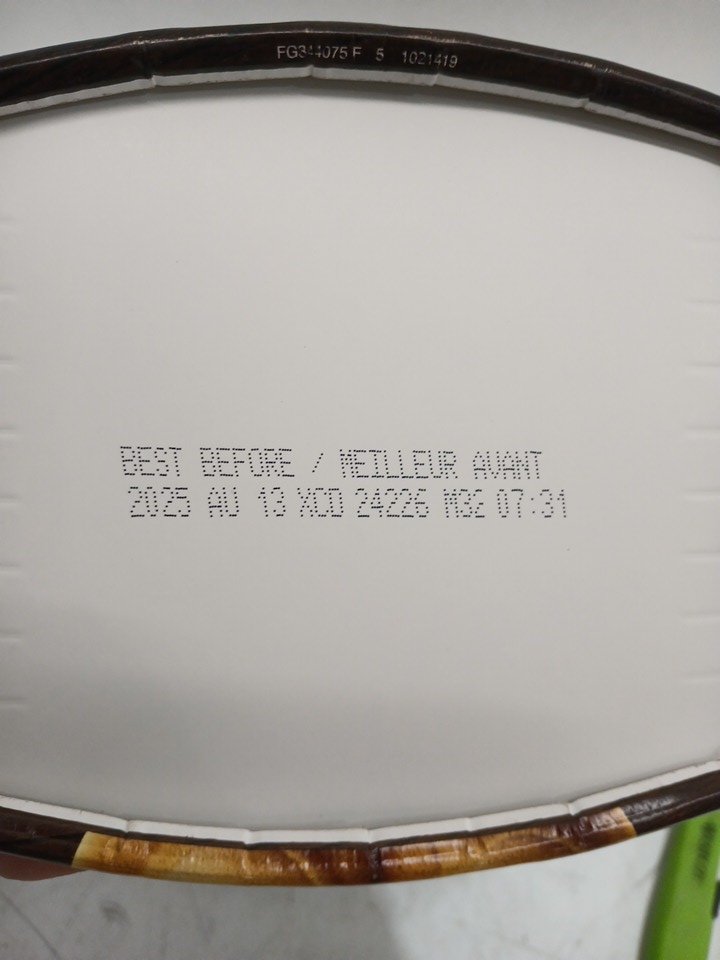 FG344075 F 5 1021419
BEST BEFORE / MEILLEUR AVANT
2025 AU 13 XCD 24226 M32 07:31